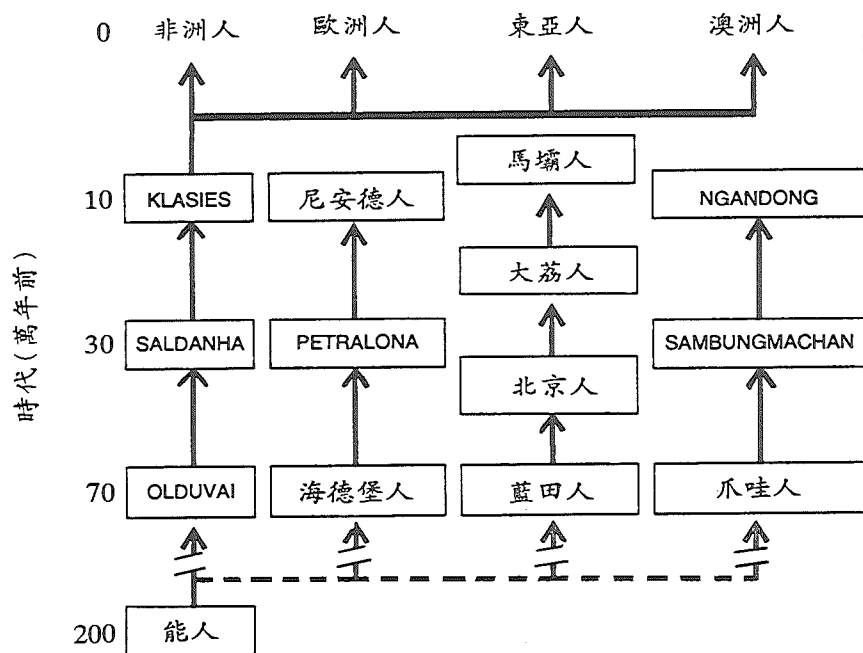 0 非洲人 歐洲人 東亞人 澳洲人
馬壩人
10 KLASIES 尼安德人 NGANDONG
大荔人
30 SALDANHA PETRALONA SAMBUNGMACHAN
北京人
70 OLDUVAI 海德堡人 藍田人 爪哇人
200 能人
時代(萬年前)